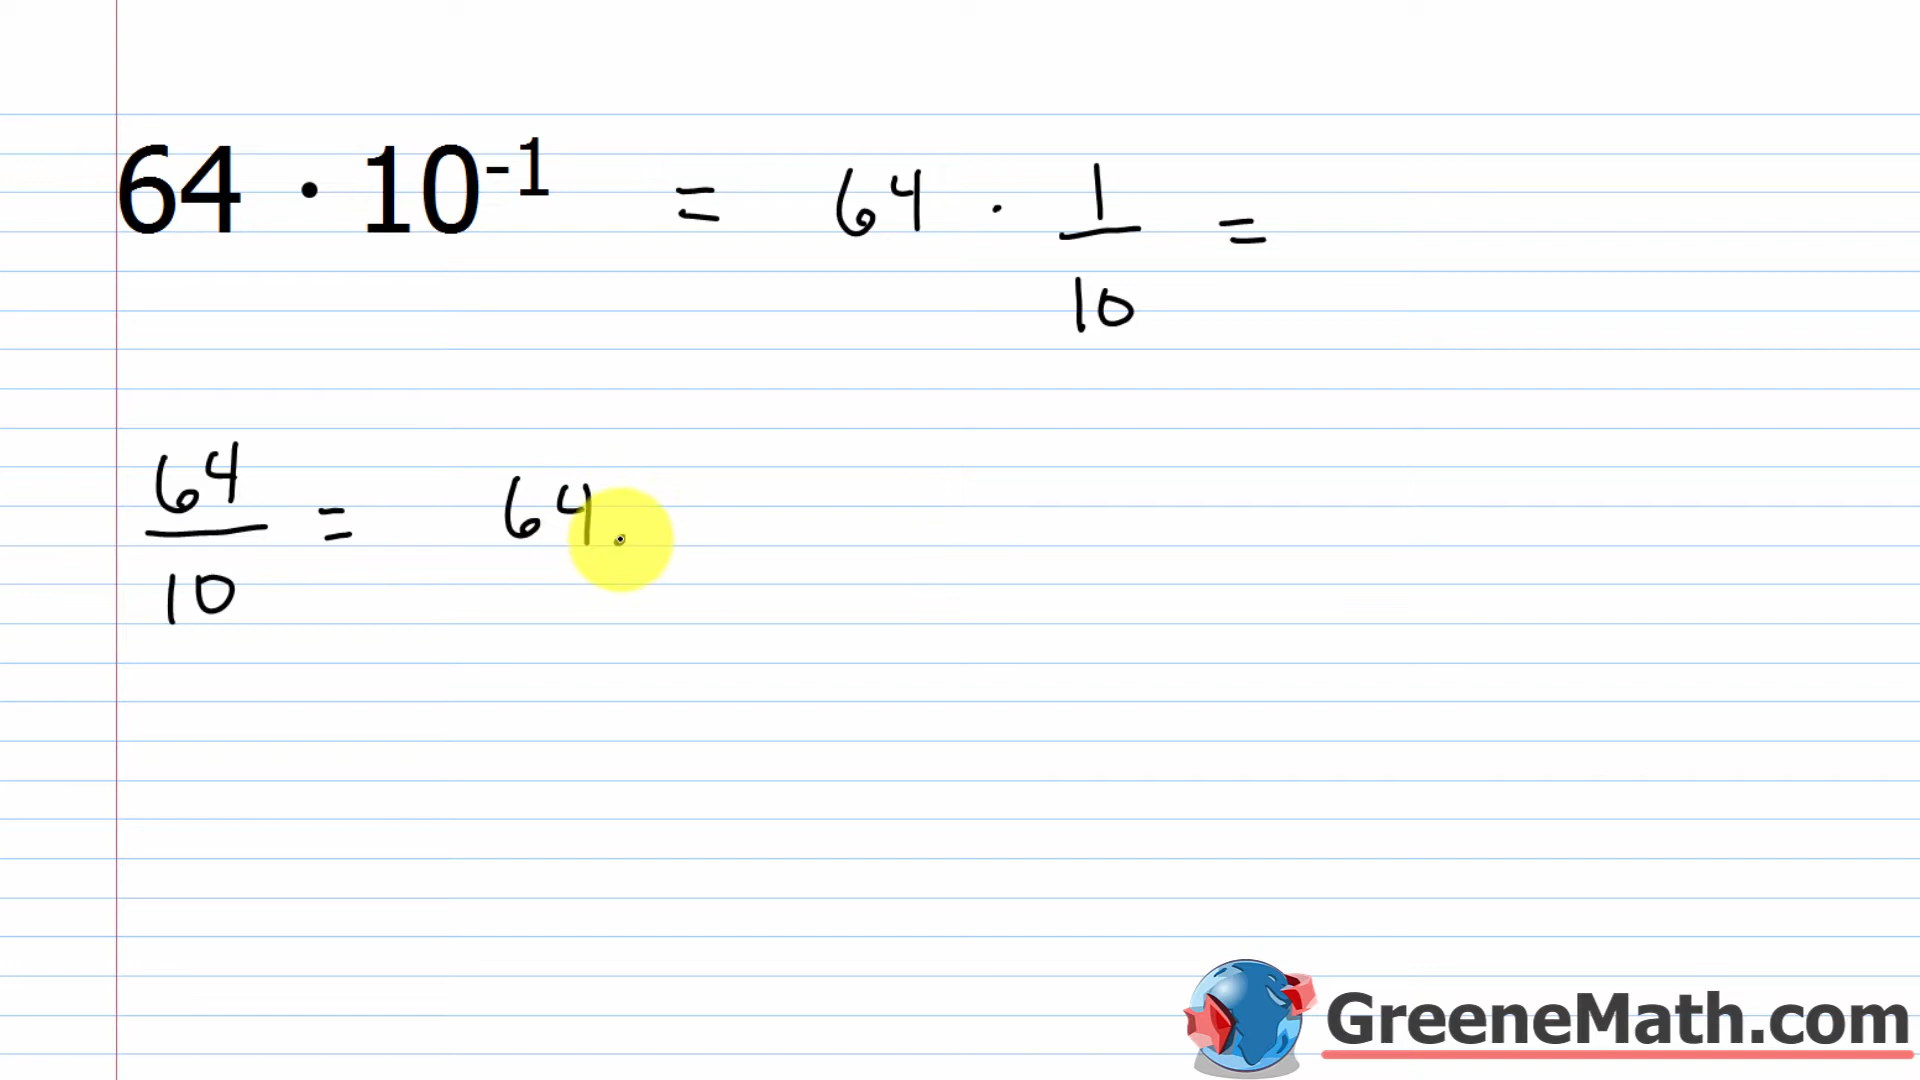 64 · 10⁻¹ = 64 · 1/10 =
64/10 = 64.
GreeneMath.com